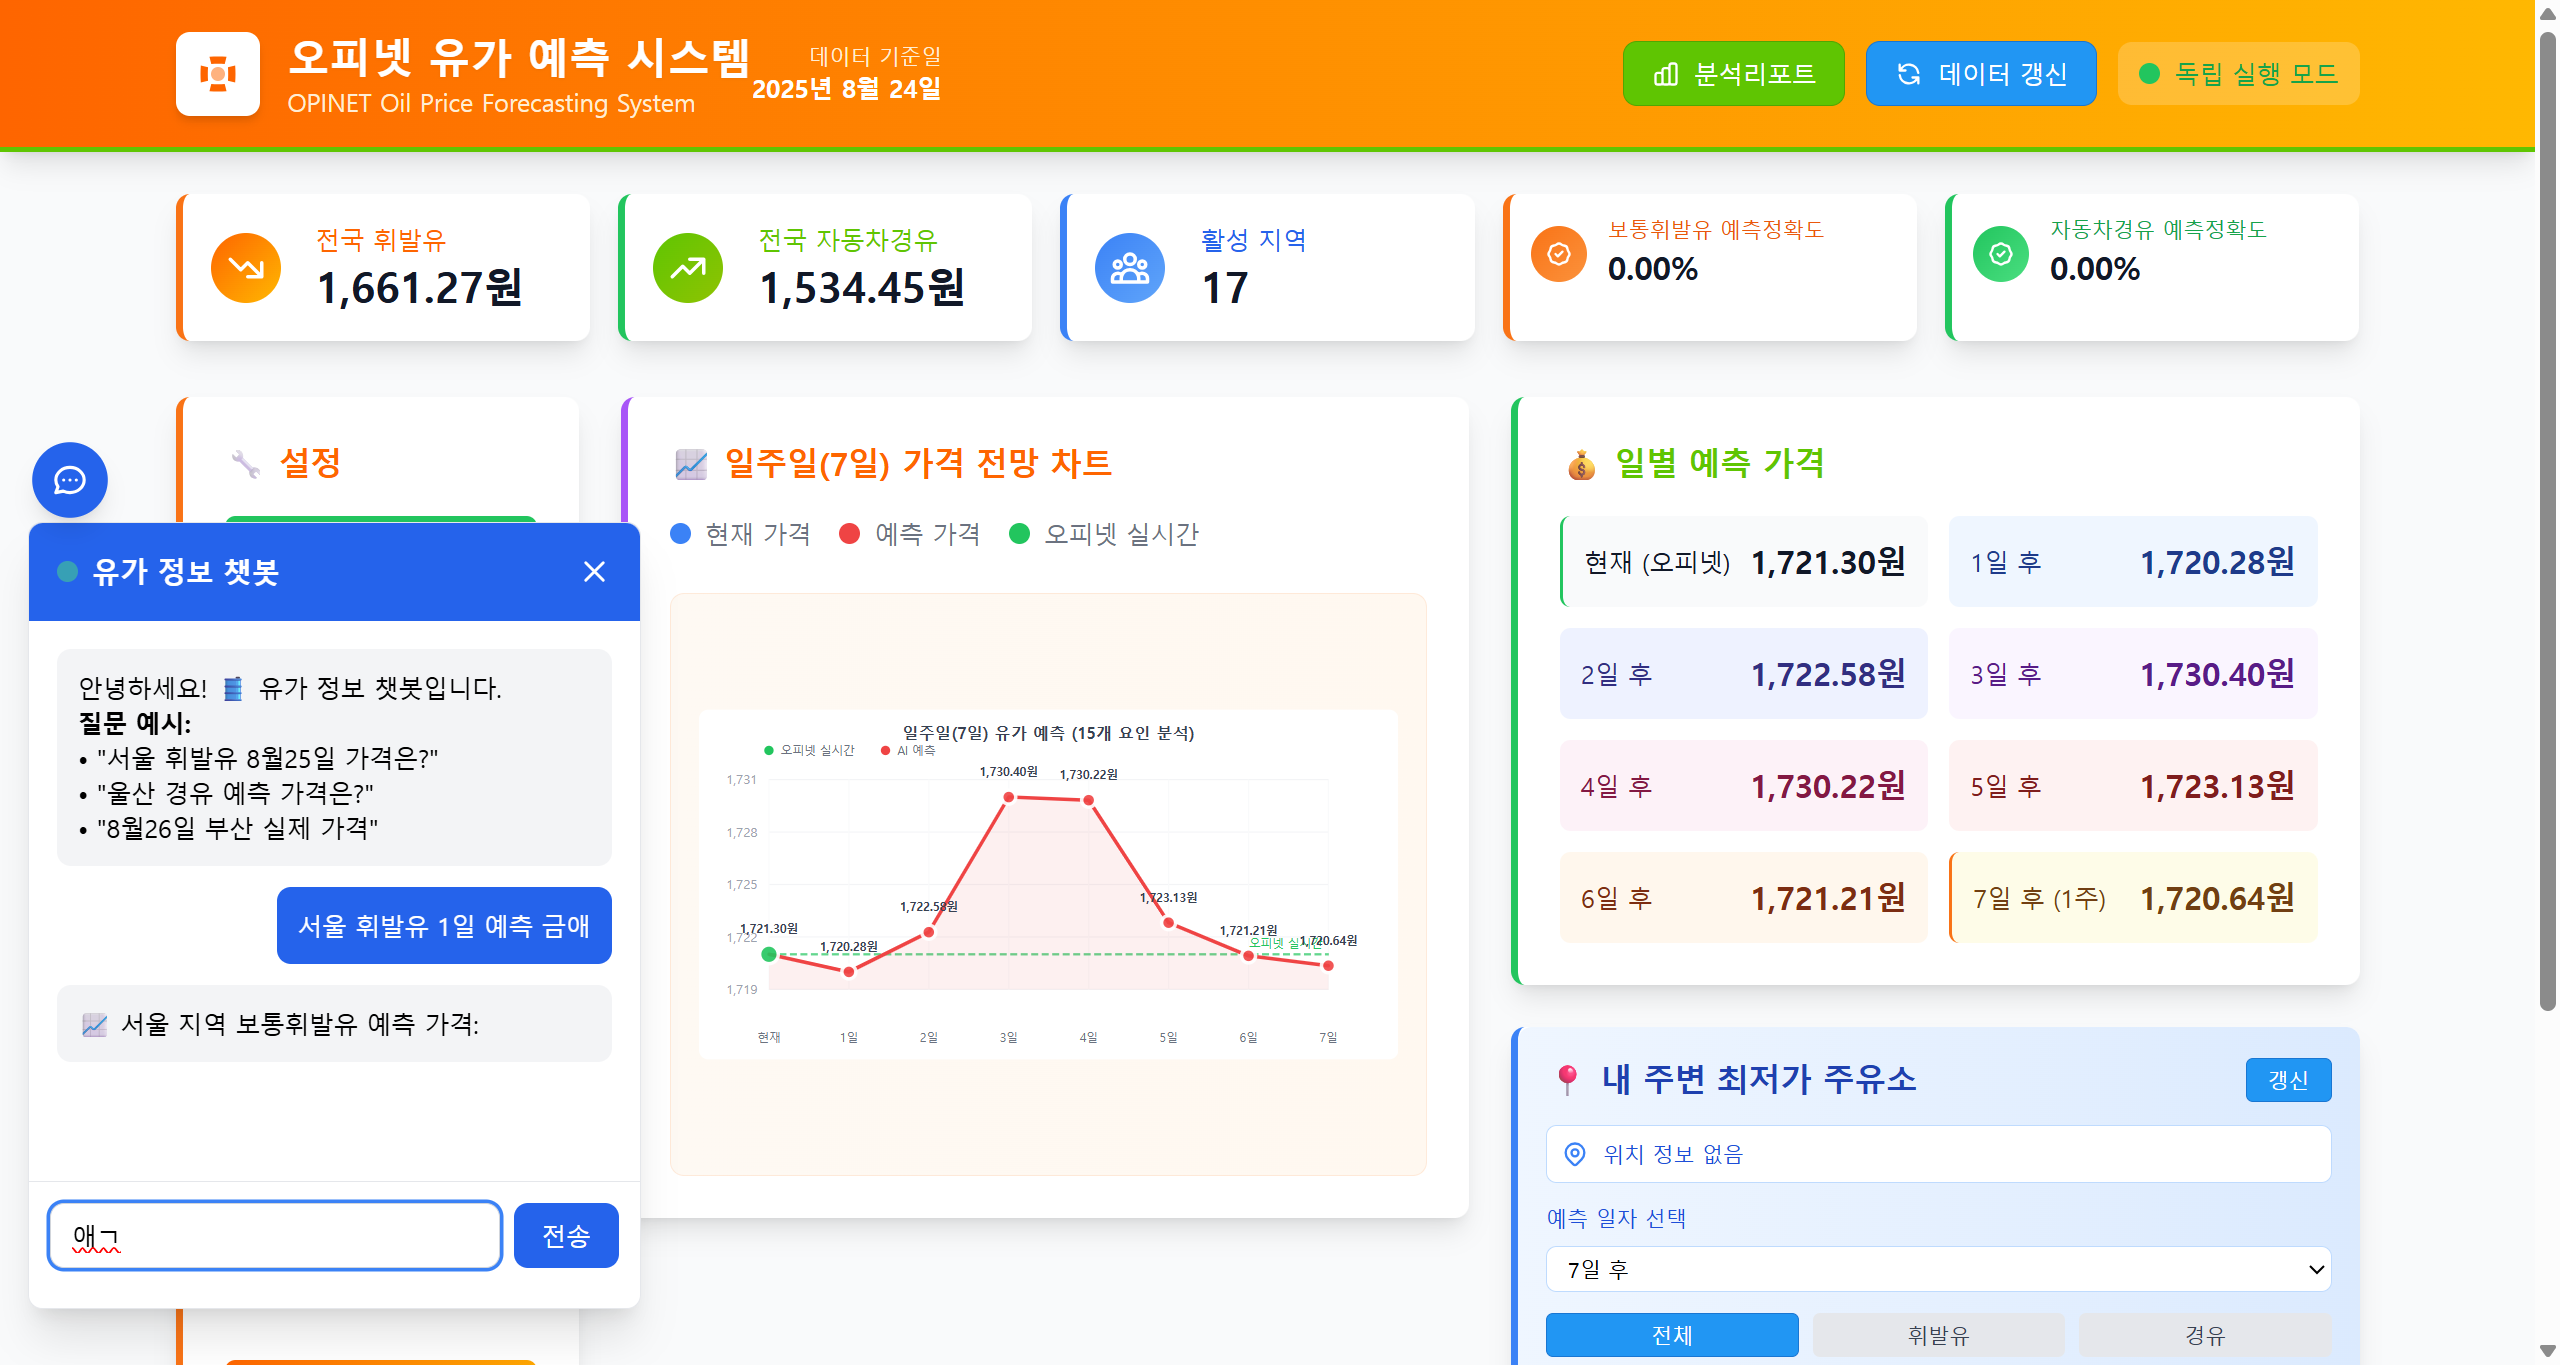 오피넷 유가 예측 시스템
OPINET Oil Price Forecasting System
데이터 기준일
2025년 8월 24일
분석리포트
데이터 갱신
독립 실행 모드
전국 휘발유
1,661.27원
전국 자동차경유
1,534.45원
활성 지역
17
보통휘발유 예측정확도
0.00%
자동차경유 예측정확도
0.00%
설정
유가 정보 챗봇
안녕하세요! 유가 정보 챗봇입니다.
질문 예시:
• "서울 휘발유 8월25일 가격은?"
• "울산 경유 예측 가격은?"
• "8월26일 부산 실제 가격"
서울 휘발유 1일 예측 금애
서울 지역 보통휘발유 예측 가격:
애ㄱ
전송
일주일(7일) 가격 전망 차트
현재 가격
예측 가격
오피넷 실시간
일주일(7일) 유가 예측 (15개 요인 분석)
오피넷 실시간
AI 예측
1,731
1,728
1,725
1,722
1,719
1,721.30원
1,720.28원
1,722.58원
1,730.40원
1,730.22원
1,723.13원
1,721.21원
1,720.64원
오피넷 실시간
현재
1일
2일
3일
4일
5일
6일
7일
일별 예측 가격
현재 (오피넷) 1,721.30원
1일 후 1,720.28원
2일 후 1,722.58원
3일 후 1,730.40원
4일 후 1,730.22원
5일 후 1,723.13원
6일 후 1,721.21원
7일 후 (1주) 1,720.64원
내 주변 최저가 주유소
갱신
위치 정보 없음
예측 일자 선택
7일 후
전체
휘발유
경유